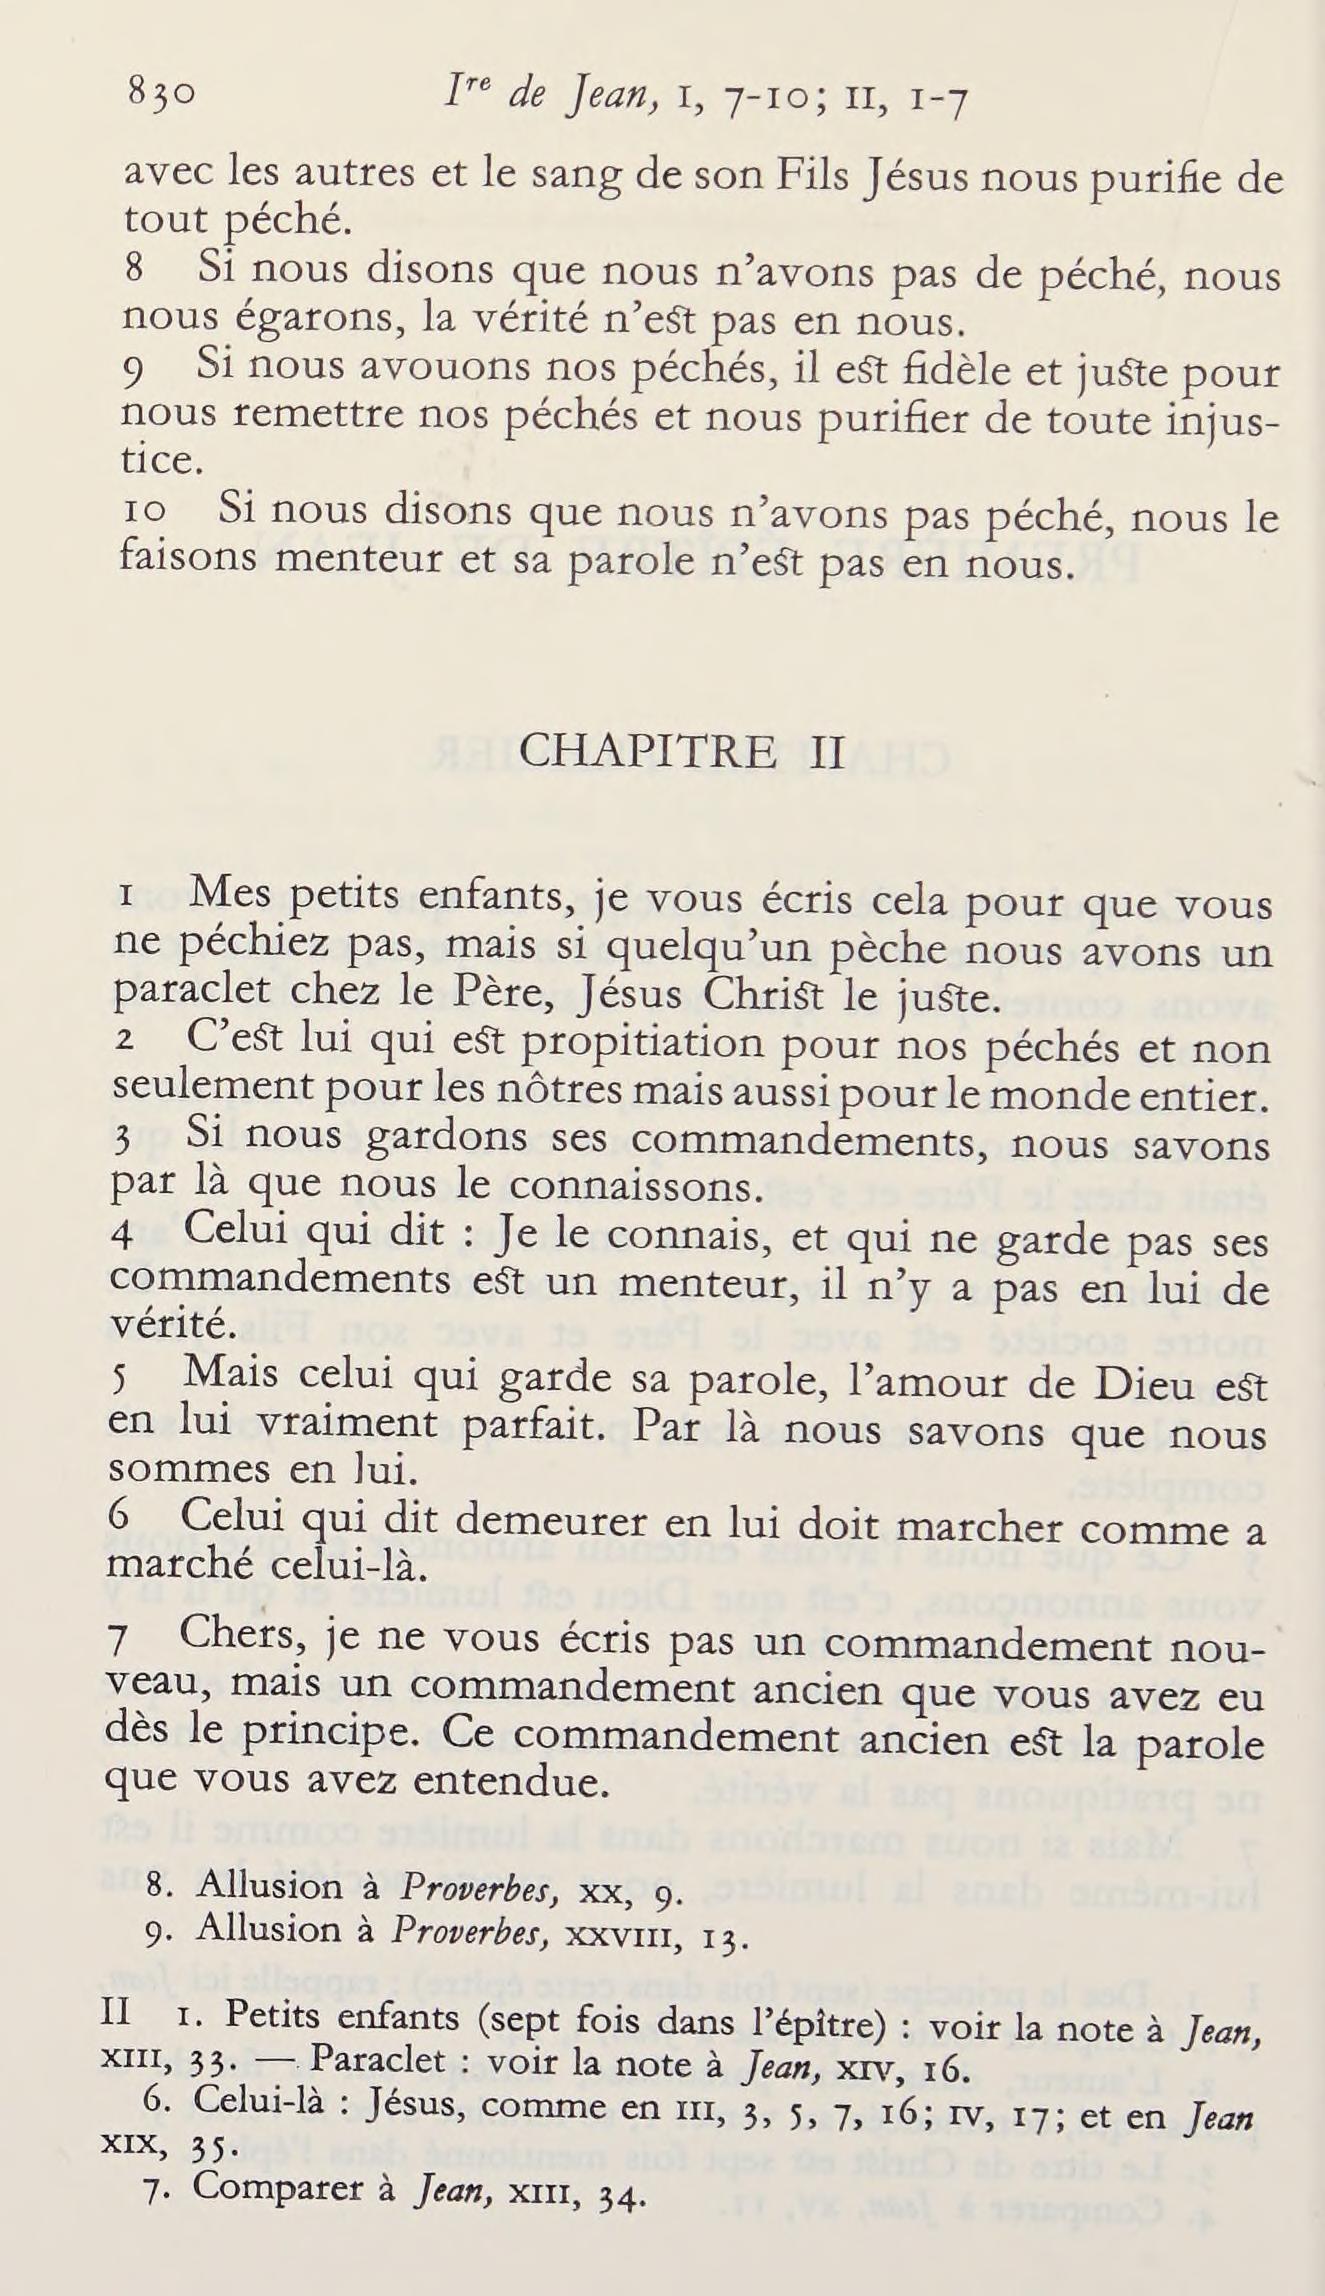 830
Iʳᵉ de Jean, I, 7-10; II, 1-7
avec les autres et le sang de son Fils Jésus nous purifie de
tout péché.
8 Si nous disons que nous n’avons pas de péché, nous
nous égarons, la vérité n’est pas en nous.
9 Si nous avouons nos péchés, il est fidèle et juste pour
nous remettre nos péchés et nous purifier de toute injus-
tice.
10 Si nous disons que nous n’avons pas péché, nous le
faisons menteur et sa parole n’est pas en nous.
CHAPITRE II
1 Mes petits enfants, je vous écris cela pour que vous
ne péchiez pas, mais si quelqu’un pèche nous avons un
paraclet chez le Père, Jésus Christ le juste.
2 C’est lui qui est propitiation pour nos péchés et non
seulement pour les nôtres mais aussi pour le monde entier.
3 Si nous gardons ses commandements, nous savons
par là que nous le connaissons.
4 Celui qui dit : Je le connais, et qui ne garde pas ses
commandements est un menteur, il n’y a pas en lui de
vérité.
5 Mais celui qui garde sa parole, l’amour de Dieu est
en lui vraiment parfait. Par là nous savons que nous
sommes en lui.
6 Celui qui dit demeurer en lui doit marcher comme a
marché celui-là.
7 Chers, je ne vous écris pas un commandement nou-
veau, mais un commandement ancien que vous avez eu
dès le principe. Ce commandement ancien est la parole
que vous avez entendue.
8. Allusion à Proverbes, XX, 9.
9. Allusion à Proverbes, XXVIII, 13.
II 1. Petits enfants (sept fois dans l’épître) : voir la note à Jean,
XIII, 33. — Paraclet : voir la note à Jean, XIV, 16.
6. Celui-là : Jésus, comme en III, 3, 5, 7, 16; IV, 17; et en Jean
XIX, 35.
7. Comparer à Jean, XIII, 34.